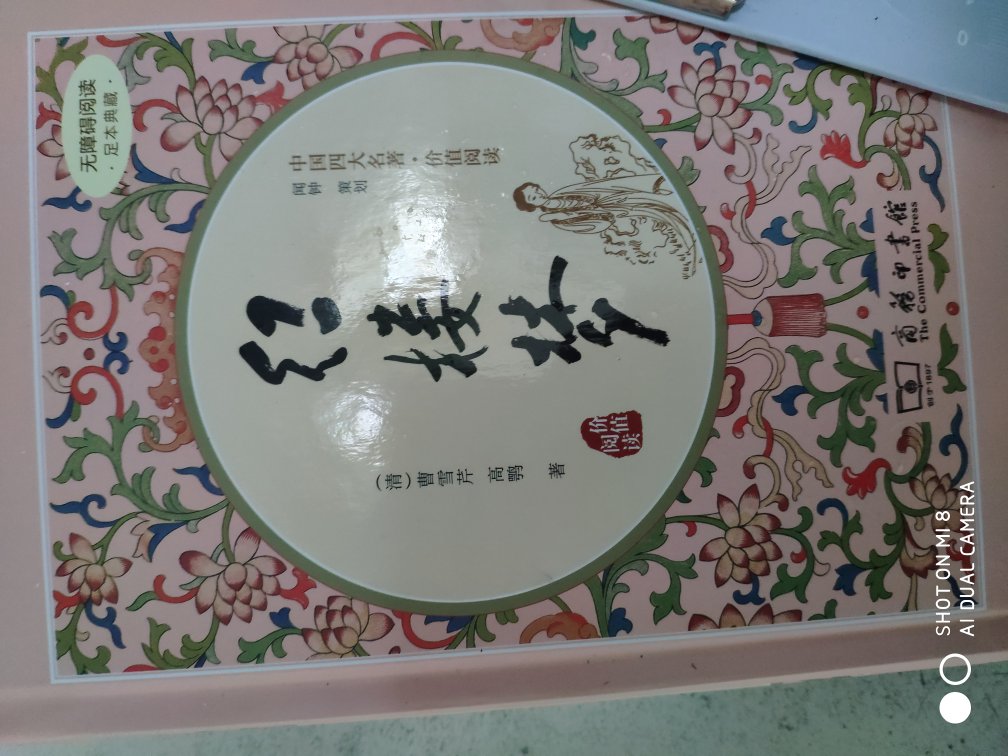 无障碍阅读
·足本典藏·
中国四大名著·价值阅读
闻钟 策划
红楼梦
价值
阅读
(清)曹雪芹 高鹗 著
商务印书馆
The Commercial Press
创于1897
SHOT ON MI 8
AI DUAL CAMERA